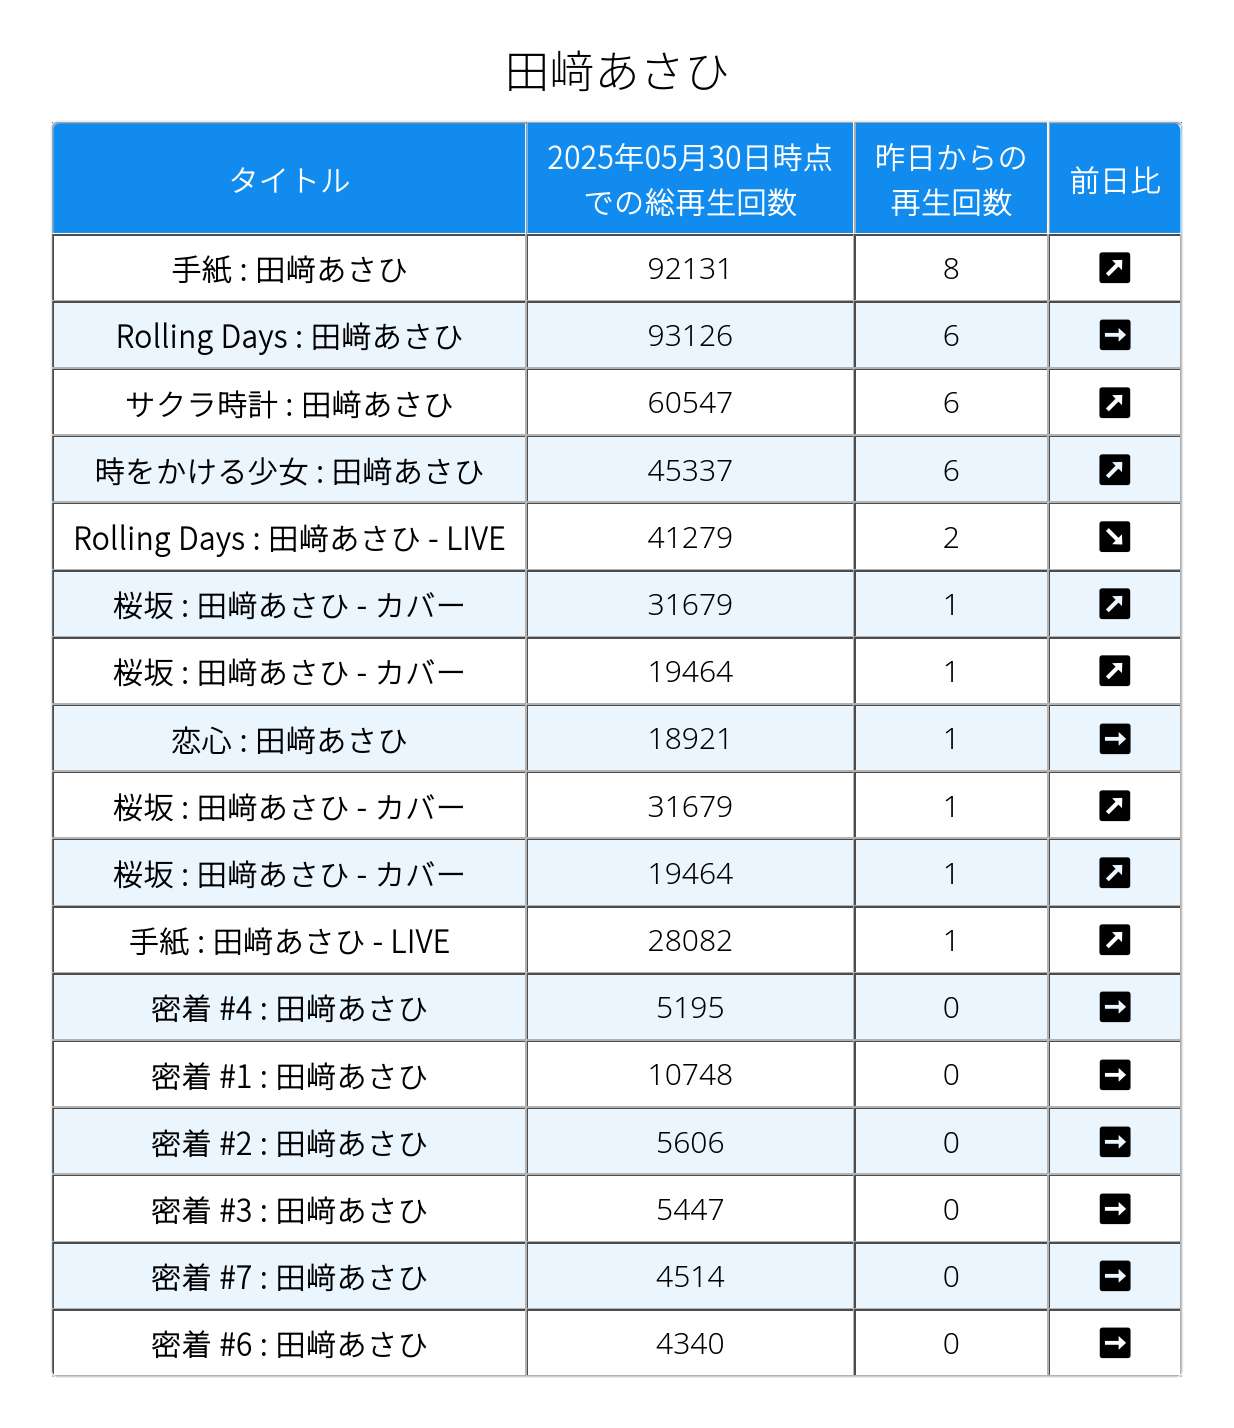 田﨑あさひ
タイトル 2025年05月30日時点での総再生回数 昨日からの再生回数 前日比
手紙 : 田﨑あさひ 92131 8 ↗
Rolling Days : 田﨑あさひ 93126 6 →
サクラ時計 : 田﨑あさひ 60547 6 ↗
時をかける少女 : 田﨑あさひ 45337 6 ↗
Rolling Days : 田﨑あさひ - LIVE 41279 2 ↘
桜坂 : 田﨑あさひ - カバー 31679 1 ↗
桜坂 : 田﨑あさひ - カバー 19464 1 ↗
恋心 : 田﨑あさひ 18921 1 →
桜坂 : 田﨑あさひ - カバー 31679 1 ↗
桜坂 : 田﨑あさひ - カバー 19464 1 ↗
手紙 : 田﨑あさひ - LIVE 28082 1 ↗
密着 #4 : 田﨑あさひ 5195 0 →
密着 #1 : 田﨑あさひ 10748 0 →
密着 #2 : 田﨑あさひ 5606 0 →
密着 #3 : 田﨑あさひ 5447 0 →
密着 #7 : 田﨑あさひ 4514 0 →
密着 #6 : 田﨑あさひ 4340 0 →